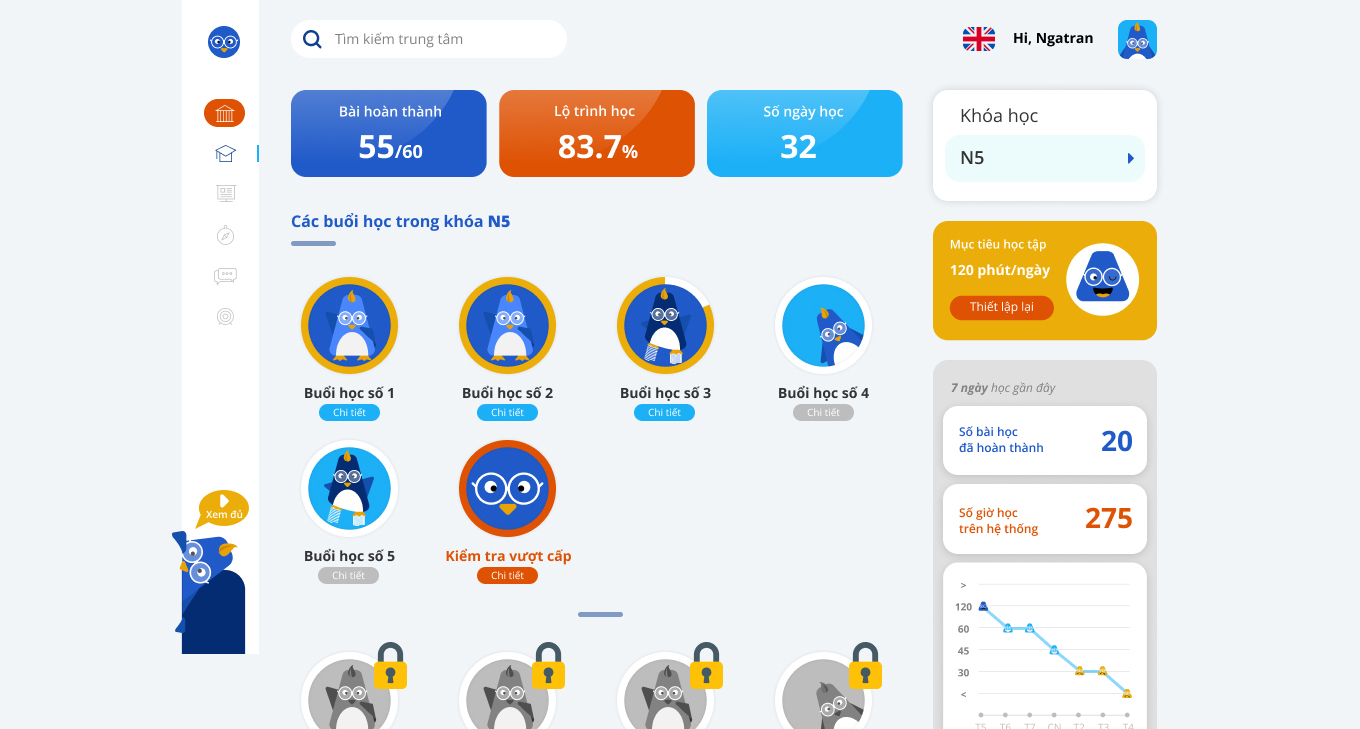 Tìm kiếm trung tâm
Hi, Ngatran
Bài hoàn thành
55/60
Lộ trình học
83.7%
Số ngày học
32
Khóa học
N5
Các buổi học trong khóa N5
Mục tiêu học tập
120 phút/ngày
Thiết lập lại
Buổi học số 1
Chi tiết
Buổi học số 2
Chi tiết
Buổi học số 3
Chi tiết
Buổi học số 4
Chi tiết
Buổi học số 5
Chi tiết
Kiểm tra vượt cấp
Chi tiết
Xem đủ
7 ngày học gần đây
Số bài học
đã hoàn thành
20
Số giờ học
trên hệ thống
275
>
120
60
45
30
<
T5 T6 T7 CN T2 T3 T4